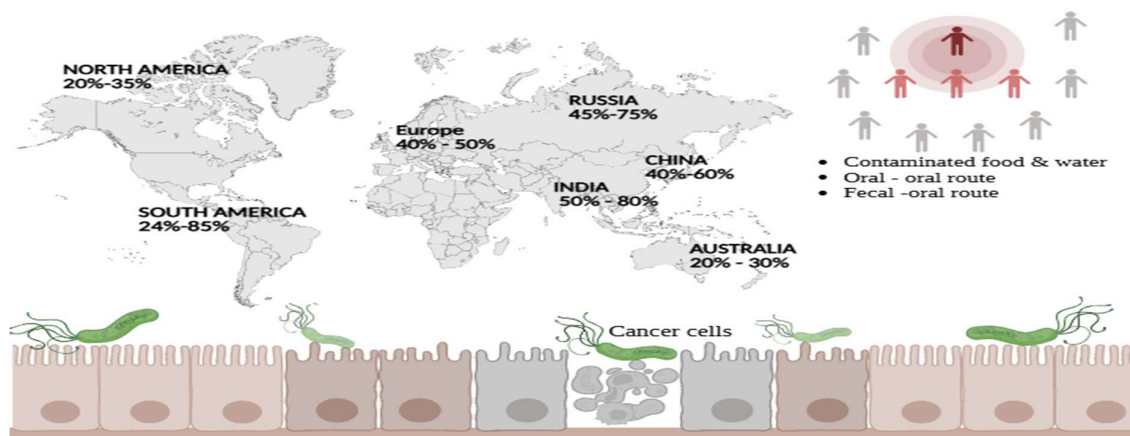 NORTH AMERICA
20%-35%
RUSSIA
45%-75%
Europe
40% - 50%
CHINA
40%-60%
INDIA
50% - 80%
SOUTH AMERICA
24%-85%
AUSTRALIA
20% - 30%
• Contaminated food & water
• Oral - oral route
• Fecal -oral route
Cancer cells